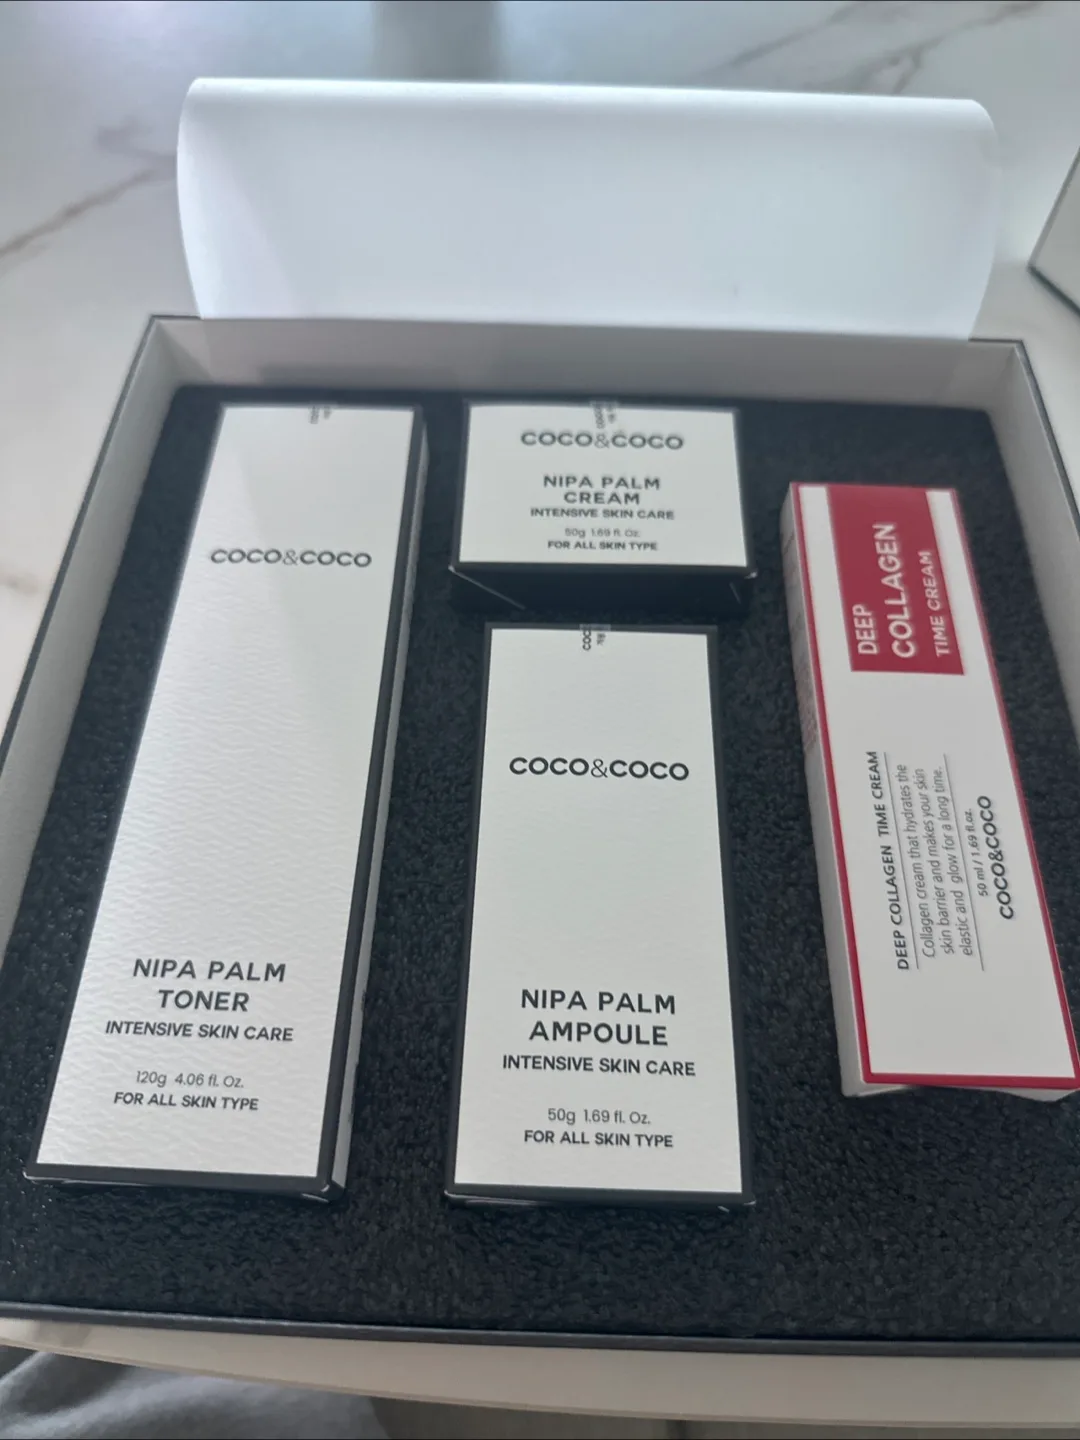 COCO&COCO
NIPA PALM
TONER
INTENSIVE SKIN CARE
120g 4.06 fl. Oz.
FOR ALL SKIN TYPE
COCO&COCO
NIPA PALM
CREAM
INTENSIVE SKIN CARE
50g 1.69 fl. Oz.
FOR ALL SKIN TYPE
COCO&COCO
NIPA PALM
AMPOULE
INTENSIVE SKIN CARE
50g 1.69 fl. Oz.
FOR ALL SKIN TYPE
DEEP
COLLAGEN
TIME CREAM
DEEP COLLAGEN TIME CREAM
Collagen cream that hydrates the
skin barrier and makes your skin
elastic and glow for a long time.
50 ml / 1.69 fl.oz.
COCO&COCO